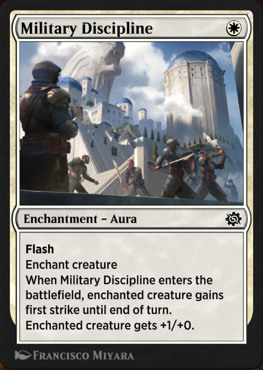 Military Discipline
Enchantment – Aura
Flash
Enchant creature
When Military Discipline enters the
battlefield, enchanted creature gains
first strike until end of turn.
Enchanted creature gets +1/+0.
Francisco Miyara